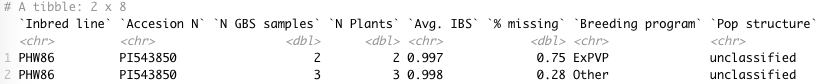 # A tibble: 2 x 8
`Inbred line` `Accesion N` `N GBS samples` `N Plants` `Avg. IBS` `% missing` `Breeding program` `Pop structure`
<chr> <chr> <dbl> <dbl> <chr> <dbl> <chr> <chr>
1 PHW86 PI543850 2 2 0.997 0.75 ExPVP unclassified
2 PHW86 PI543850 3 3 0.998 0.28 Other unclassified